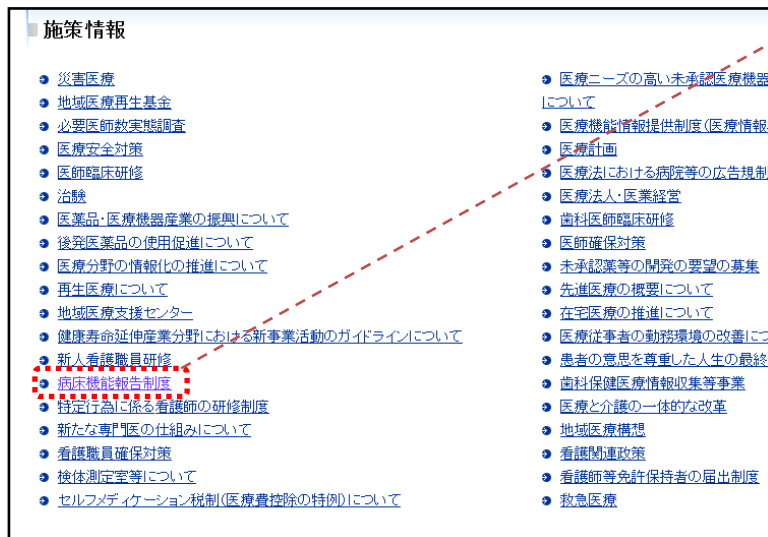 施策情報
災害医療
地域医療再生基金
必要医師数実態調査
医療安全対策
医師臨床研修
治験
医薬品・医療機器産業の振興について
後発医薬品の使用促進について
医療分野の情報化の推進について
再生医療について
地域医療支援センター
健康寿命延伸産業分野における新事業活動のガイドラインについて
新人看護職員研修
病床機能報告制度
特定行為に係る看護師の研修制度
新たな専門医の仕組みについて
看護職員確保対策
検体測定室等について
セルフメディケーション税制(医療費控除の特例)について
医療ニーズの高い未承認医療機器
について
医療機能情報提供制度(医療情報
医療計画
医療法における病院等の広告規制
医療法人・医業経営
歯科医師臨床研修
医師確保対策
未承認薬等の開発の要望の募集
先進医療の概要について
在宅医療の推進について
医療従事者の勤務環境の改善につ
患者の意思を尊重した人生の最終
歯科保健医療情報収集等事業
医療と介護の一体的な改革
地域医療構想
看護関連政策
看護師等免許保持者の届出制度
救急医療